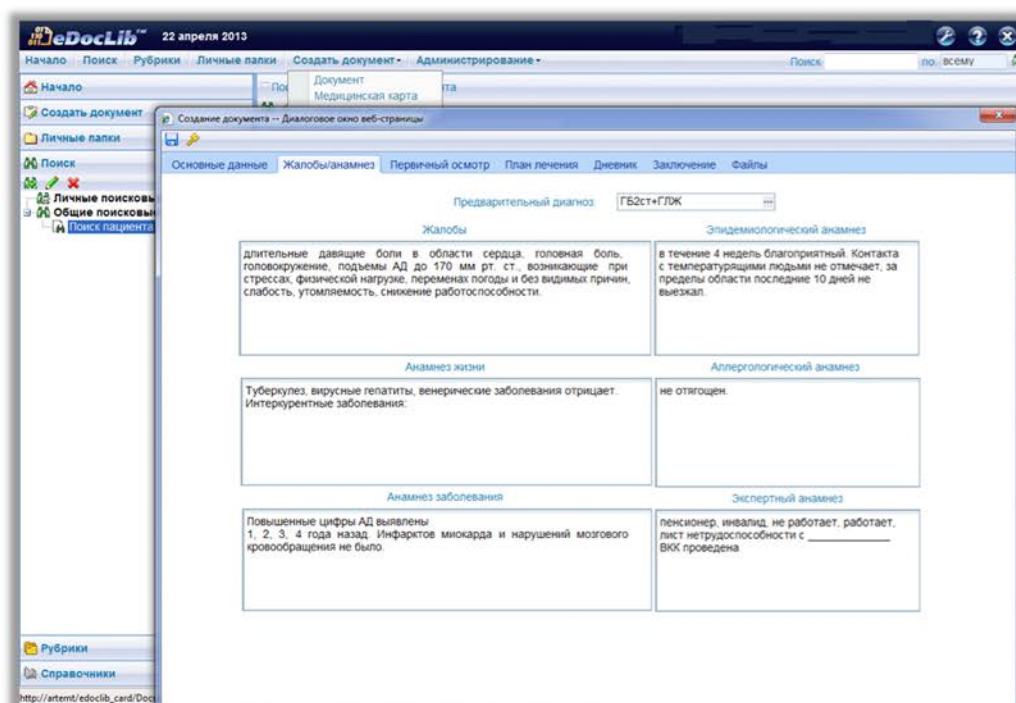 eDocLib™ 22 апреля 2013
Начало Поиск Рубрики Личные папки Создать документ Администрирование Поиск по всему
Начало
Документ
Медицинская карта
Создать документ
Создание документа -- Диалоговое окно веб-страницы
Личные папки
Поиск
Основные данные Жалобы/анамнез Первичный осмотр План лечения Дневник Заключение Файлы
Личные поисковы
Общие поисковые
Поиск пациента
Предварительный диагноз ГБ2ст+ГЛЖ ...
Жалобы
длительные давящие боли в области сердца, головная боль,
головокружение, подъемы АД до 170 мм рт. ст., возникающие при
стрессах, физической нагрузке, переменах погоды и без видимых причин,
слабость, утомляемость, снижение работоспособности.
Эпидемиологический анамнез
в течение 4 недель благоприятный. Контакта
с температурящими людьми не отмечает, за
пределы области последние 10 дней не
выезжал.
Анамнез жизни
Туберкулез, вирусные гепатиты, венерические заболевания отрицает.
Интеркурентные заболевания:
Аллергологический анамнез
не отягощен.
Анамнез заболевания
Повышенные цифры АД выявлены
1, 2, 3, 4 года назад. Инфарктов миокарда и нарушений мозгового
кровообращения не было.
Экспертный анамнез
пенсионер, инвалид, не работает, работает,
лист нетрудоспособности с _______________
ВКК проведена
Рубрики
Справочники
http://artemt/edoclib_card/Doc